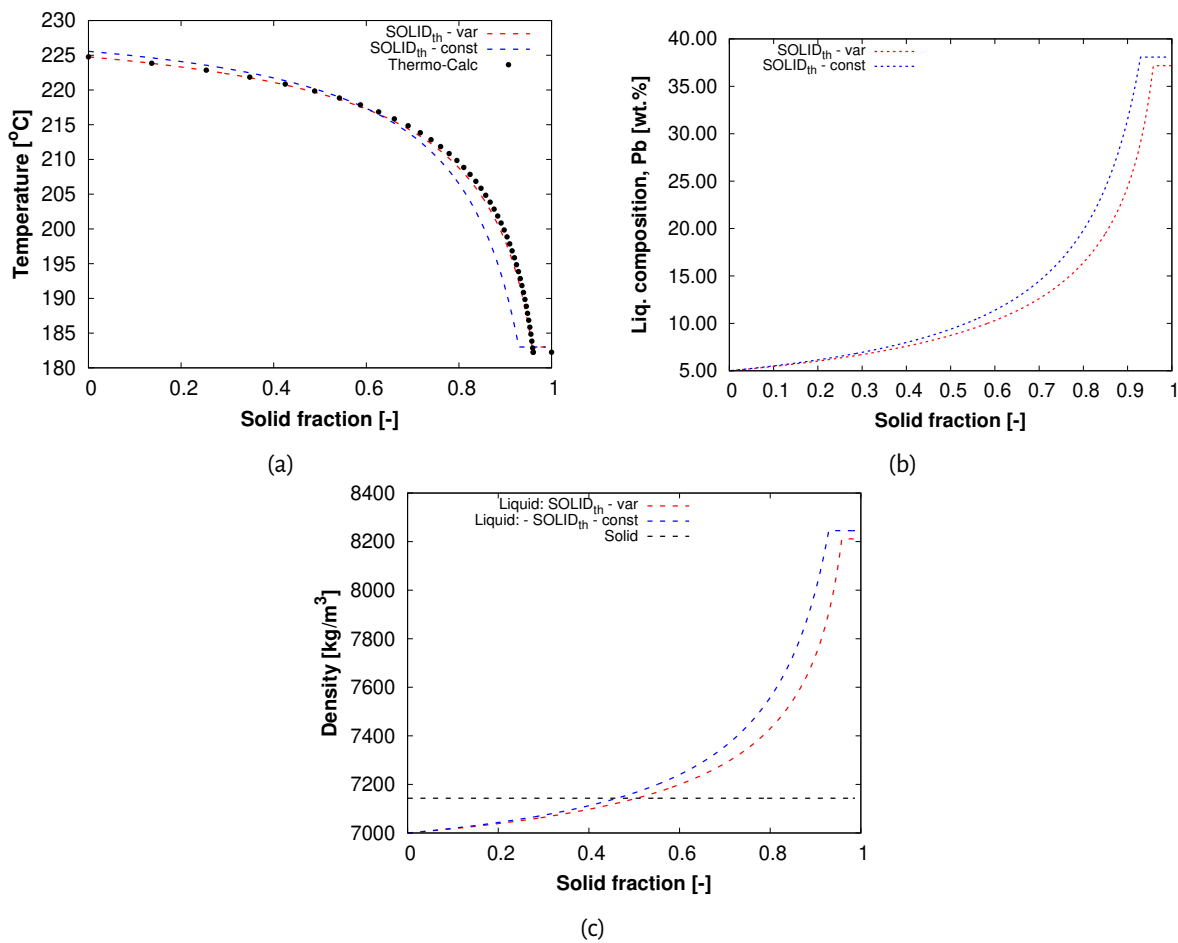 SOLIDth - var
SOLIDth - const
Thermo-Calc
Temperature [°C]
230
225
220
215
210
205
200
195
190
185
180
0
0.2
0.4
0.6
0.8
1
Solid fraction [-]
(a)
SOLIDth - var
SOLIDth - const
Liq. composition, Pb [wt.%]
40.00
35.00
30.00
25.00
20.00
15.00
10.00
5.00
0
0.1
0.2
0.3
0.4
0.5
0.6
0.7
0.8
0.9
1
Solid fraction [-]
(b)
Liquid: SOLIDth - var
Liquid: - SOLIDth - const
Solid
Density [kg/m³]
8400
8200
8000
7800
7600
7400
7200
7000
0
0.2
0.4
0.6
0.8
1
Solid fraction [-]
(c)